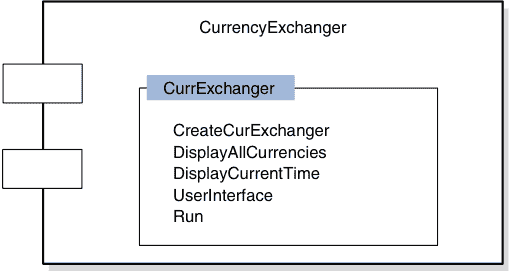 CurrencyExchanger
CurrExchanger
CreateCurExchanger
DisplayAllCurrencies
DisplayCurrentTime
UserInterface
Run